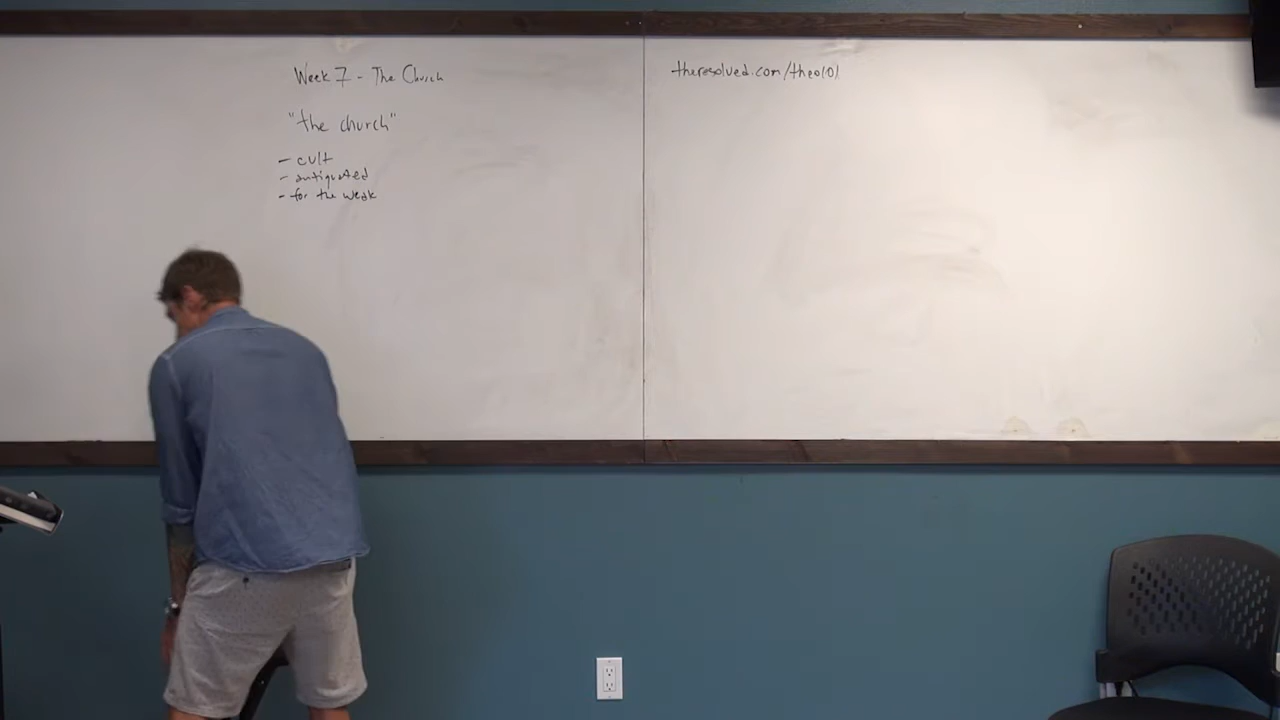 Week 7 - The Church
"the church"
- cult
- antiquated
- for the weak
theresolved.com/theo101